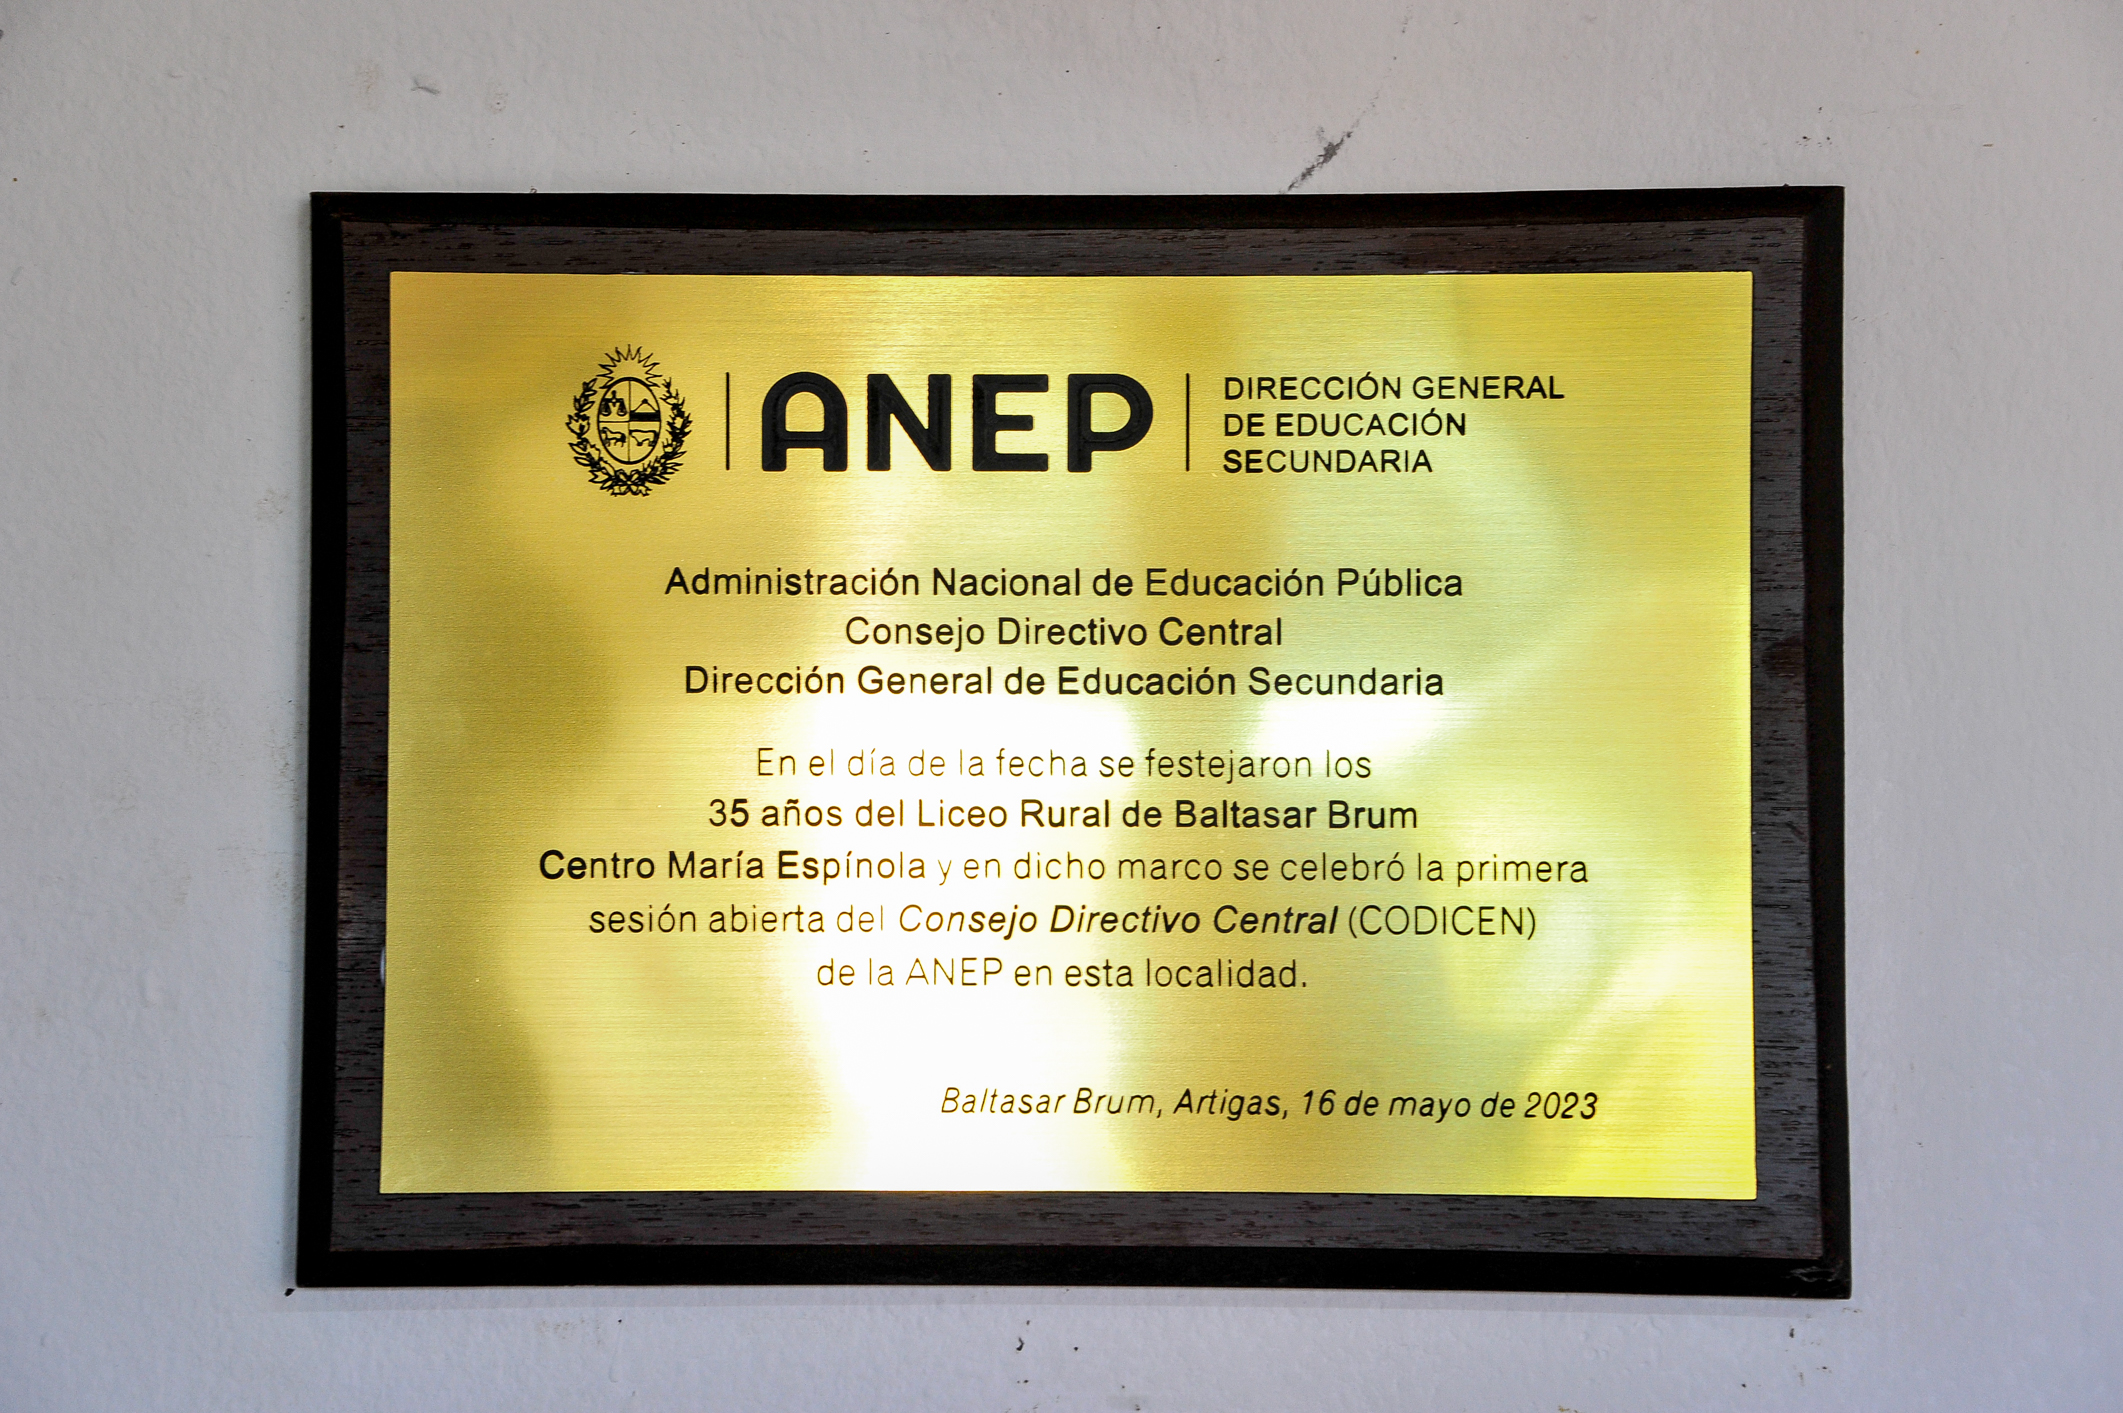 ANEP
DIRECCIÓN GENERAL
DE EDUCACIÓN
SECUNDARIA
Administración Nacional de Educación Pública
Consejo Directivo Central
Dirección General de Educación Secundaria
En el día de la fecha se festejaron los
35 años del Liceo Rural de Baltasar Brum
Centro María Espínola y en dicho marco se celebró la primera
sesión abierta del Consejo Directivo Central (CODICEN)
de la ANEP en esta localidad.
Baltasar Brum, Artigas, 16 de mayo de 2023